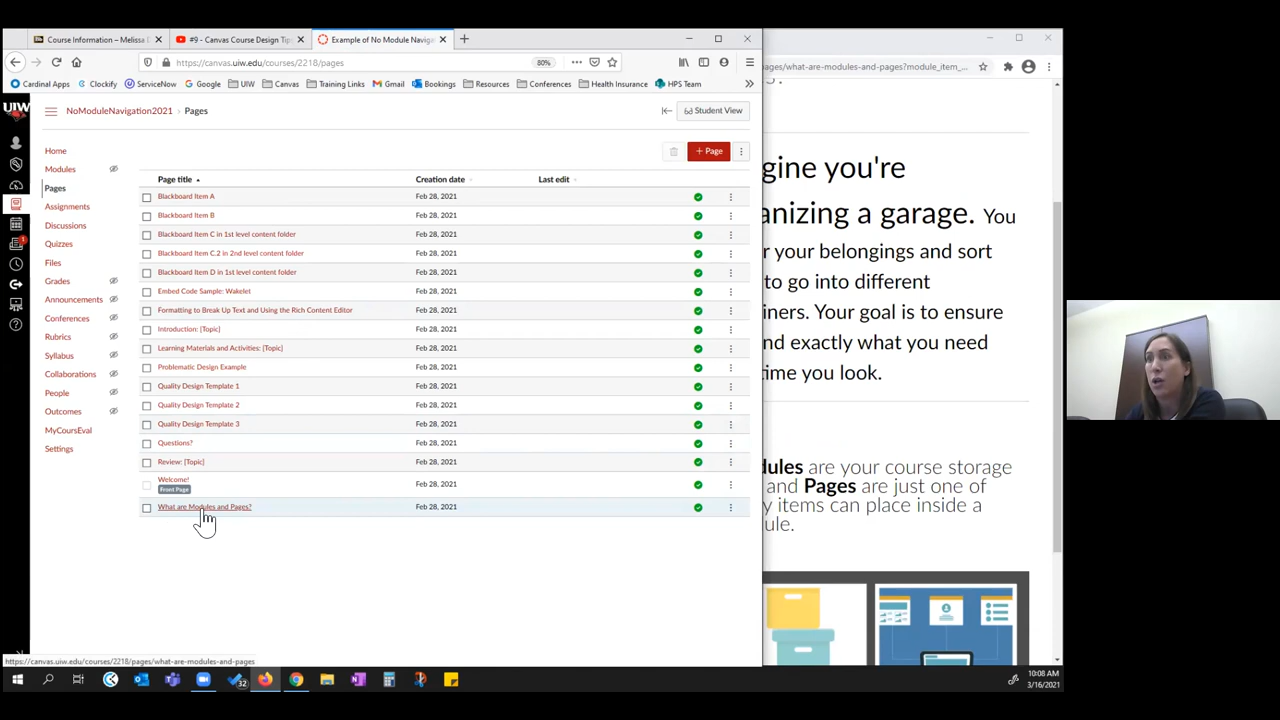 Course Information – Melissa
#9 - Canvas Course Design Tips
Example of No Module Naviga
https://canvas.uiw.edu/courses/2218/pages
80%
pages/what-are-modules-and-pages?module_item_...
Cardinal Apps
Clockify
ServiceNow
Google
UIW
Canvas
Training Links
Gmail
Bookings
Resources
Conferences
Health Insurance
HPS Team
UIW
NoModuleNavigation2021 › Pages
Student View
+ Page
Home
Modules
Pages
Assignments
Discussions
Quizzes
Files
Grades
Announcements
Conferences
Rubrics
Syllabus
Collaborations
People
Outcomes
MyCoursEval
Settings
Page title Creation date Last edit
Blackboard Item A Feb 28, 2021
Blackboard Item B Feb 28, 2021
Blackboard Item C in 1st level content folder Feb 28, 2021
Blackboard Item C.2 in 2nd level content folder Feb 28, 2021
Blackboard Item D in 1st level content folder Feb 28, 2021
Embed Code Sample: Wakelet Feb 28, 2021
Formatting to Break Up Text and Using the Rich Content Editor Feb 28, 2021
Introduction: [Topic] Feb 28, 2021
Learning Materials and Activities: [Topic] Feb 28, 2021
Problematic Design Example Feb 28, 2021
Quality Design Template 1 Feb 28, 2021
Quality Design Template 2 Feb 28, 2021
Quality Design Template 3 Feb 28, 2021
Questions? Feb 28, 2021
Review: [Topic] Feb 28, 2021
Welcome! Feb 28, 2021
Front Page
What are Modules and Pages? Feb 28, 2021
gine you're
anizing a garage. You
r your belongings and sort
to go into different
iners. Your goal is to ensure
nd exactly what you need
time you look.
dules are your course storage
and Pages are just one of
y items can place inside a
ule.
https://canvas.uiw.edu/courses/2218/pages/what-are-modules-and-pages
32
10:08 AM
3/16/2021